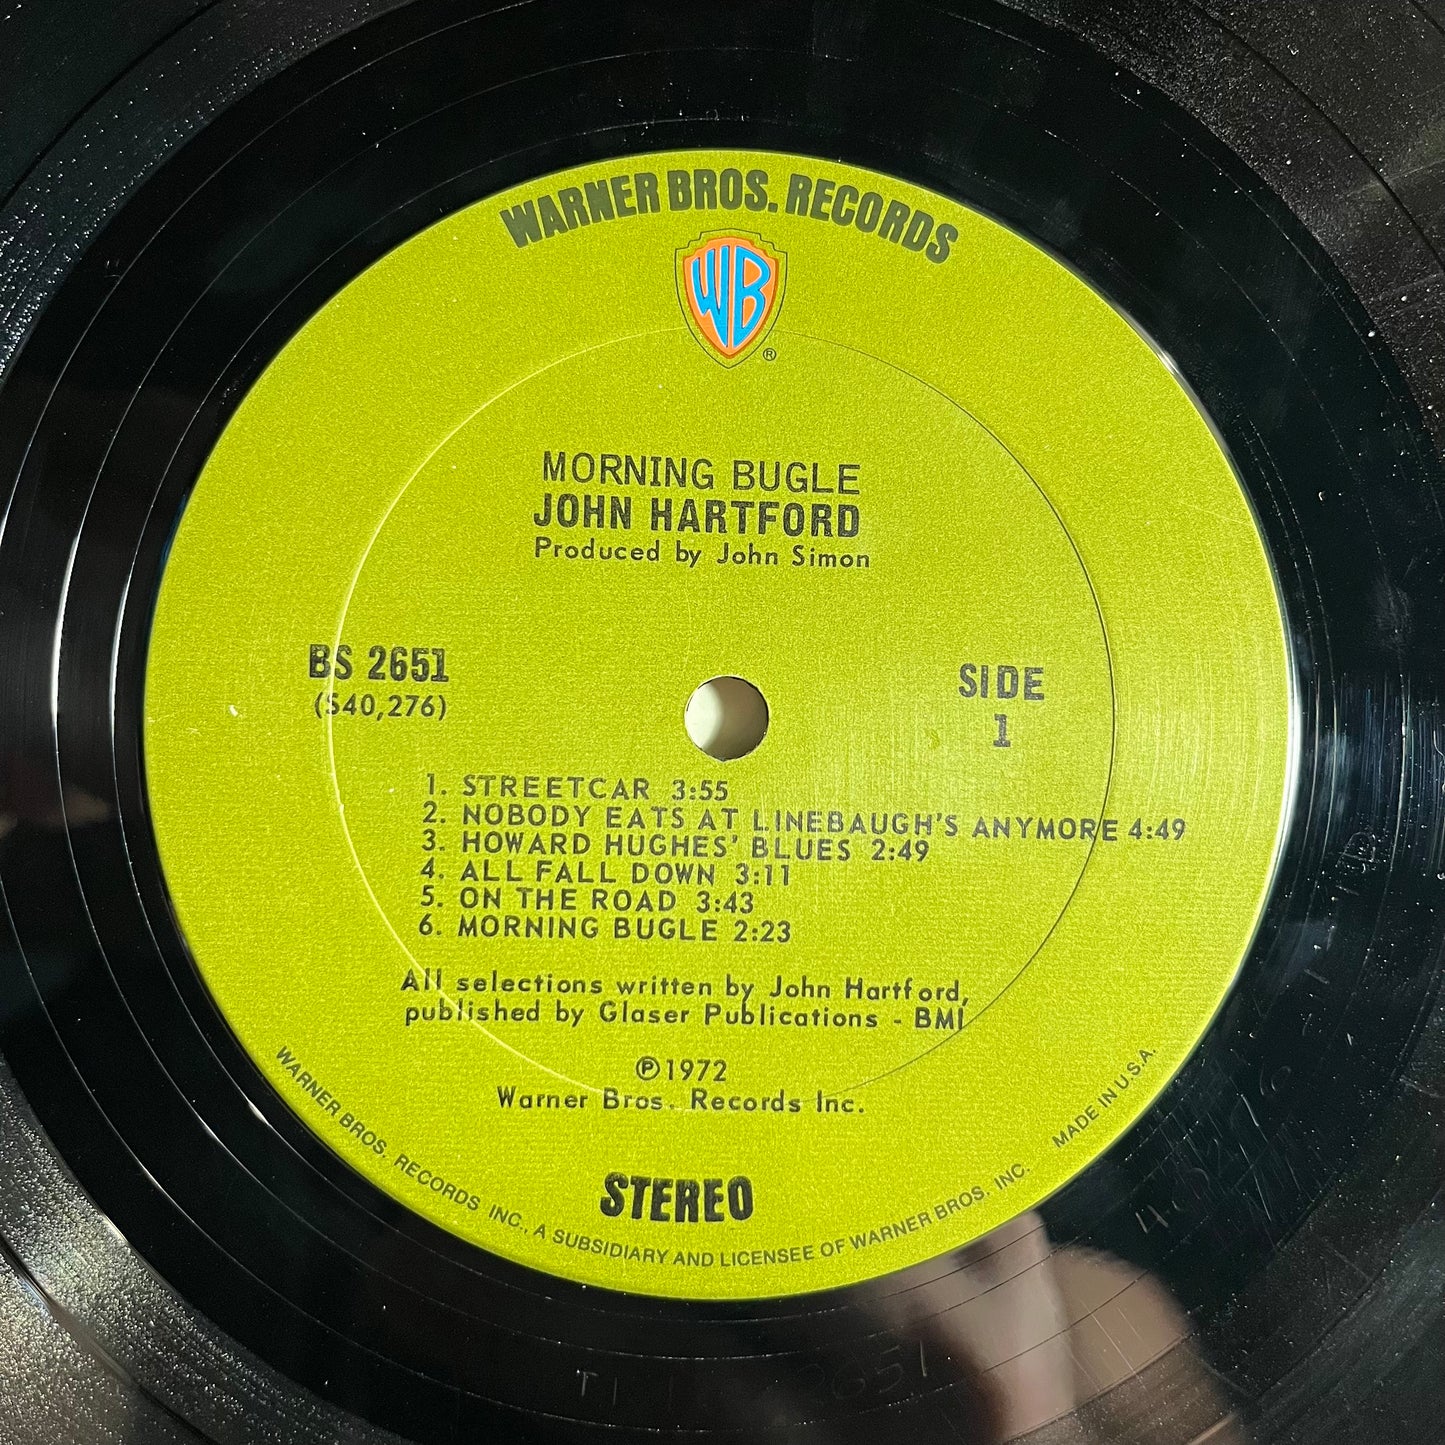 WARNER BROS. RECORDS
WB
®
MORNING BUGLE
JOHN HARTFORD
Produced by John Simon
BS 2651
(S40,276)
SIDE
1
1. STREETCAR 3:55
2. NOBODY EATS AT LINEBAUGH'S ANYMORE 4:49
3. HOWARD HUGHES' BLUES 2:49
4. ALL FALL DOWN 3:11
5. ON THE ROAD 3:43
6. MORNING BUGLE 2:23
All selections written by John Hartford,
published by Glaser Publications - BMI
℗1972
Warner Bros. Records Inc.
STEREO
WARNER BROS. RECORDS INC., A SUBSIDIARY AND LICENSEE OF WARNER BROS. INC. MADE IN U.S.A.